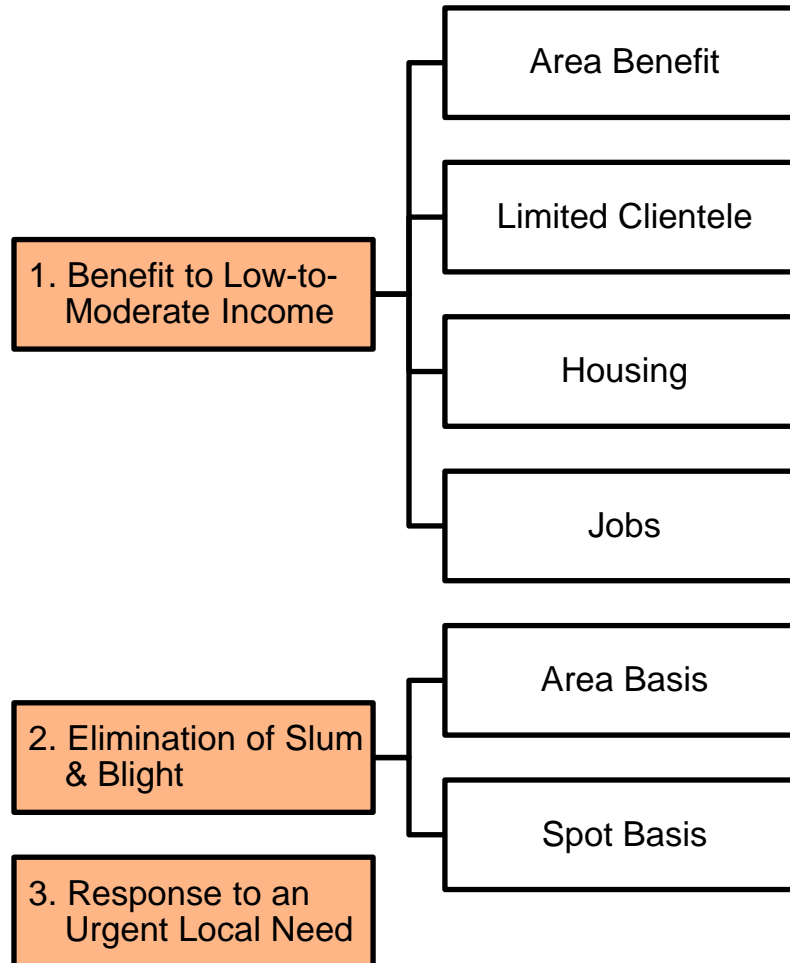 Area Benefit
Limited Clientele
1. Benefit to Low-to-
Moderate Income
Housing
Jobs
Area Basis
2. Elimination of Slum
& Blight
Spot Basis
3. Response to an
Urgent Local Need